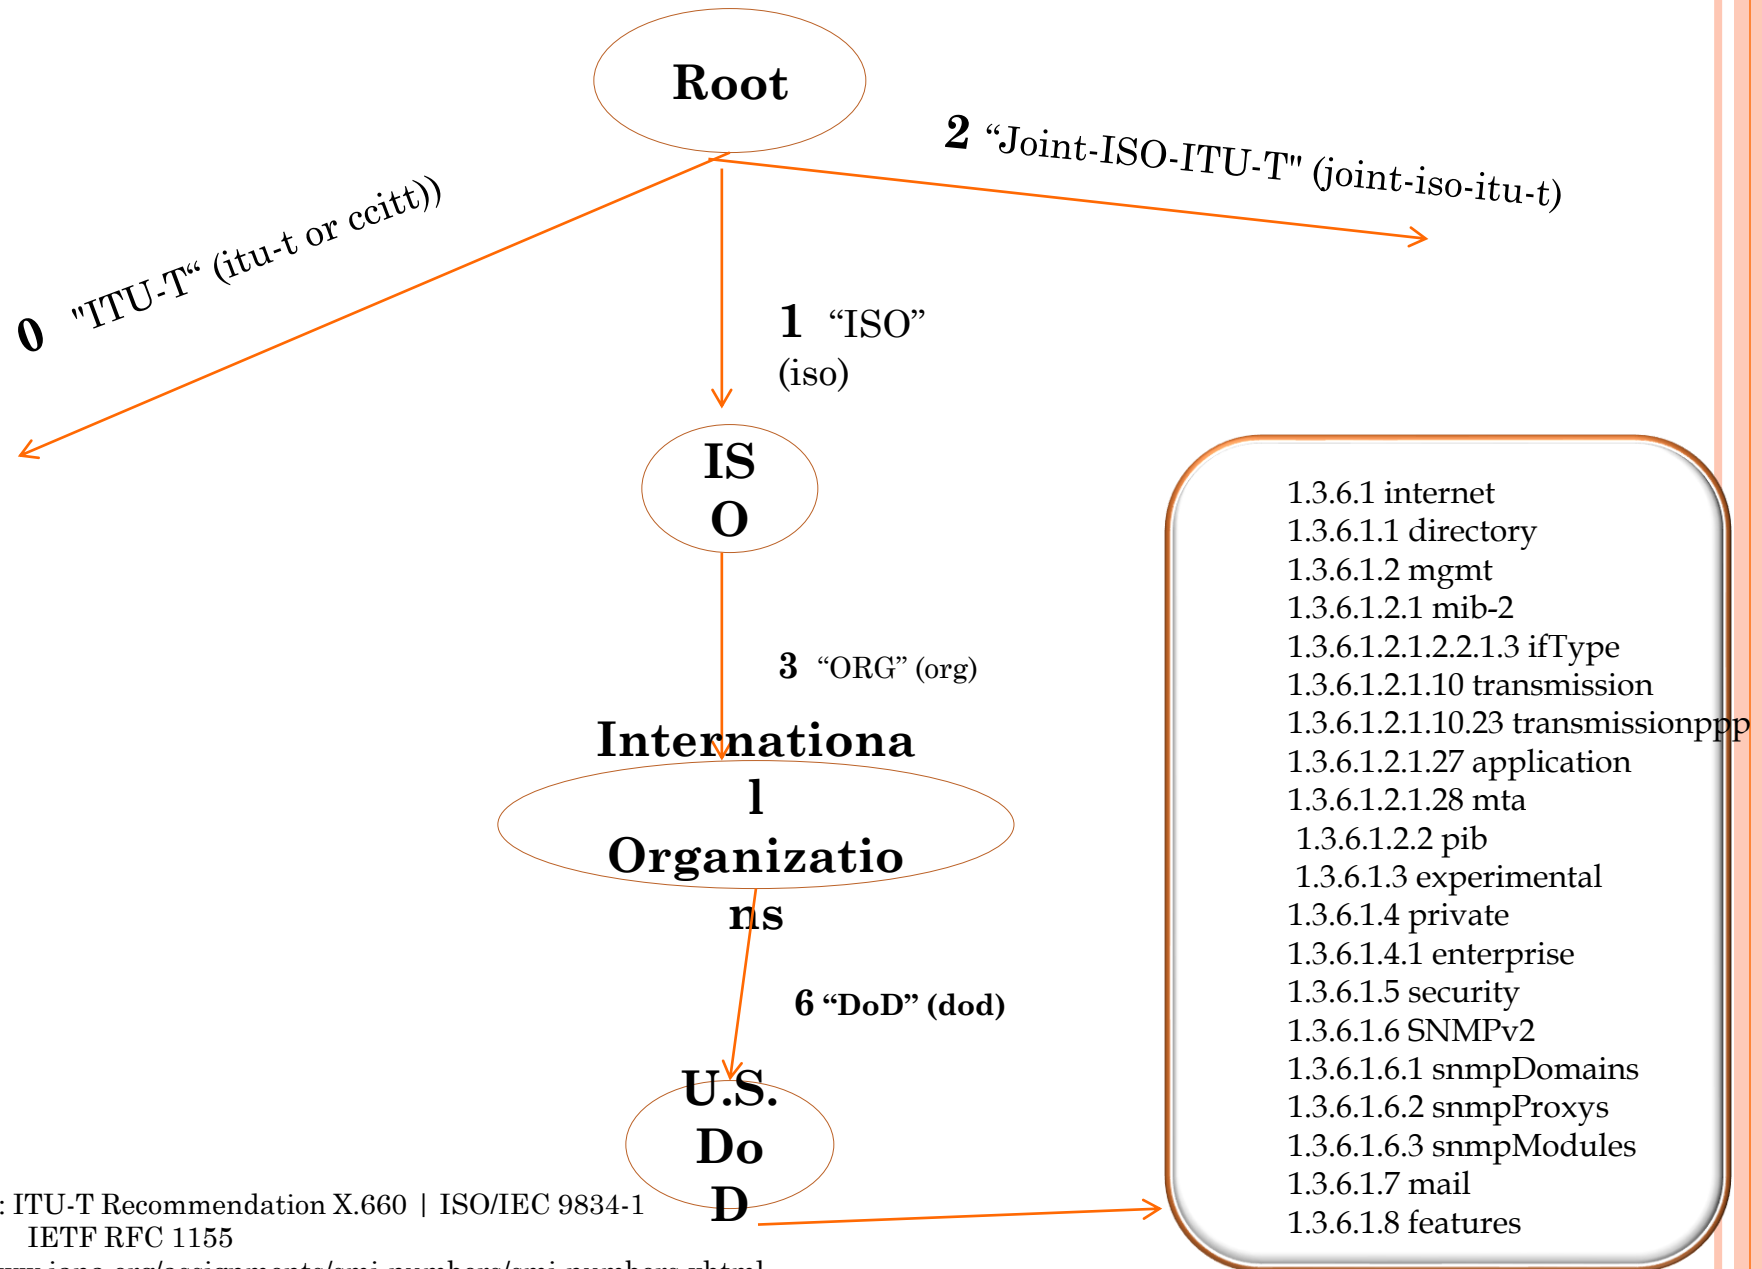 Root
2 “Joint-ISO-ITU-T" (joint-iso-itu-t)
0 "ITU-T“ (itu-t or ccitt))
1 “ISO”
(iso)
IS
O
3 “ORG” (org)
Internationa
l
Organizatio
ns
6 “DoD” (dod)
U.S.
Do
D
1.3.6.1 internet
1.3.6.1.1 directory
1.3.6.1.2 mgmt
1.3.6.1.2.1 mib-2
1.3.6.1.2.1.2.2.1.3 ifType
1.3.6.1.2.1.10 transmission
1.3.6.1.2.1.10.23 transmissionppp
1.3.6.1.2.1.27 application
1.3.6.1.2.1.28 mta
1.3.6.1.2.2 pib
1.3.6.1.3 experimental
1.3.6.1.4 private
1.3.6.1.4.1 enterprise
1.3.6.1.5 security
1.3.6.1.6 SNMPv2
1.3.6.1.6.1 snmpDomains
1.3.6.1.6.2 snmpProxys
1.3.6.1.6.3 snmpModules
1.3.6.1.7 mail
1.3.6.1.8 features
: ITU-T Recommendation X.660 | ISO/IEC 9834-1
IETF RFC 1155